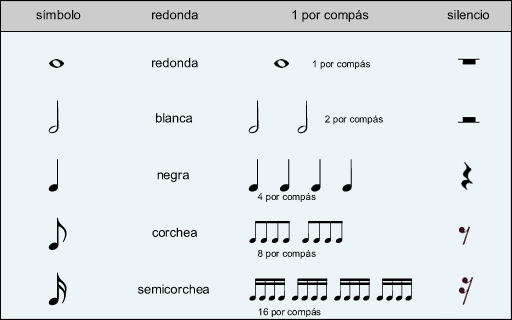 símbolo redonda 1 por compás silencio
redonda 1 por compás
blanca 2 por compás
negra
4 por compás
corchea
8 por compás
semicorchea
16 por compás